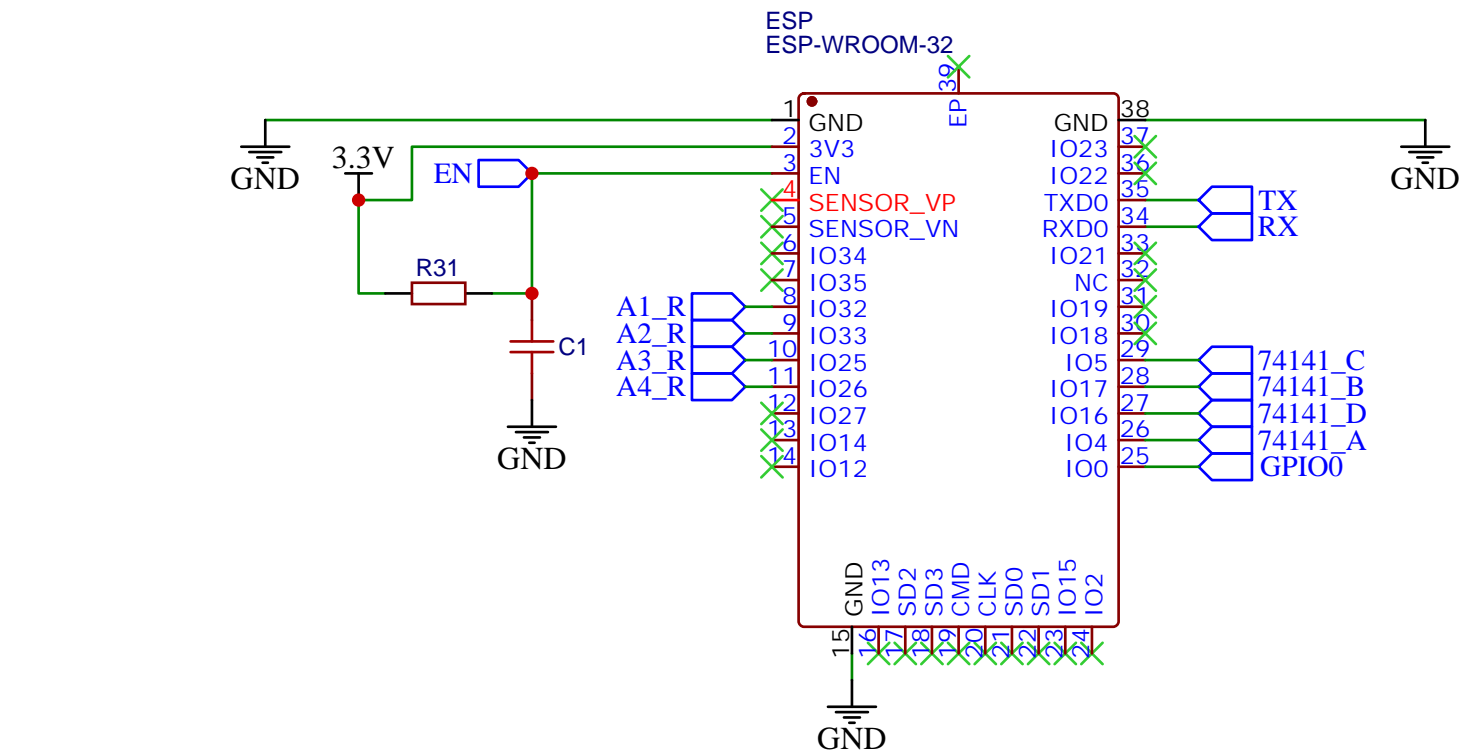 ESP
ESP-WROOM-32
39
EP
1
GND
2
3V3
3
EN
4
SENSOR_VP
5
SENSOR_VN
6
IO34
7
IO35
8
IO32
9
IO33
10
IO25
11
IO26
12
IO27
13
IO14
14
IO12
38
GND
37
IO23
36
IO22
35
TXD0
34
RXD0
33
IO21
32
NC
31
IO19
30
IO18
29
IO5
28
IO17
27
IO16
26
IO4
25
IO0
GND
3.3V
EN
R31
C1
GND
A1_R
A2_R
A3_R
A4_R
GND
TX
RX
74141_C
74141_B
74141_D
74141_A
GPIO0
GND
IO13
SD2
SD3
CMD
CLK
SD0
SD1
IO15
IO2
15
16
17
18
19
20
21
22
23
24
GND